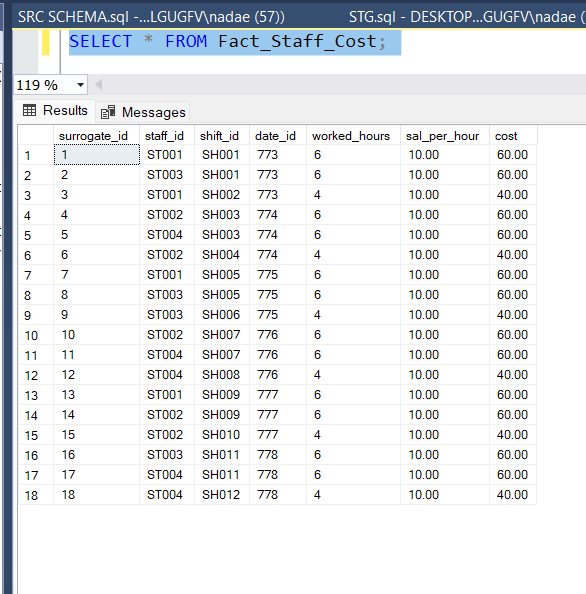 SRC SCHEMA.sql -...LGUGFV\nadae (57)) STG.sql - DESKTOP...GUGFV\nadae (
SELECT * FROM Fact_Staff_Cost;
119 %
Results Messages
surrogate_id staff_id shift_id date_id worked_hours sal_per_hour cost
1 1 ST001 SH001 773 6 10.00 60.00
2 2 ST003 SH001 773 6 10.00 60.00
3 3 ST001 SH002 773 4 10.00 40.00
4 4 ST002 SH003 774 6 10.00 60.00
5 5 ST004 SH003 774 6 10.00 60.00
6 6 ST002 SH004 774 4 10.00 40.00
7 7 ST001 SH005 775 6 10.00 60.00
8 8 ST003 SH005 775 6 10.00 60.00
9 9 ST003 SH006 775 4 10.00 40.00
10 10 ST002 SH007 776 6 10.00 60.00
11 11 ST004 SH007 776 6 10.00 60.00
12 12 ST004 SH008 776 4 10.00 40.00
13 13 ST001 SH009 777 6 10.00 60.00
14 14 ST002 SH009 777 6 10.00 60.00
15 15 ST002 SH010 777 4 10.00 40.00
16 16 ST003 SH011 778 6 10.00 60.00
17 17 ST004 SH011 778 6 10.00 60.00
18 18 ST004 SH012 778 4 10.00 40.00